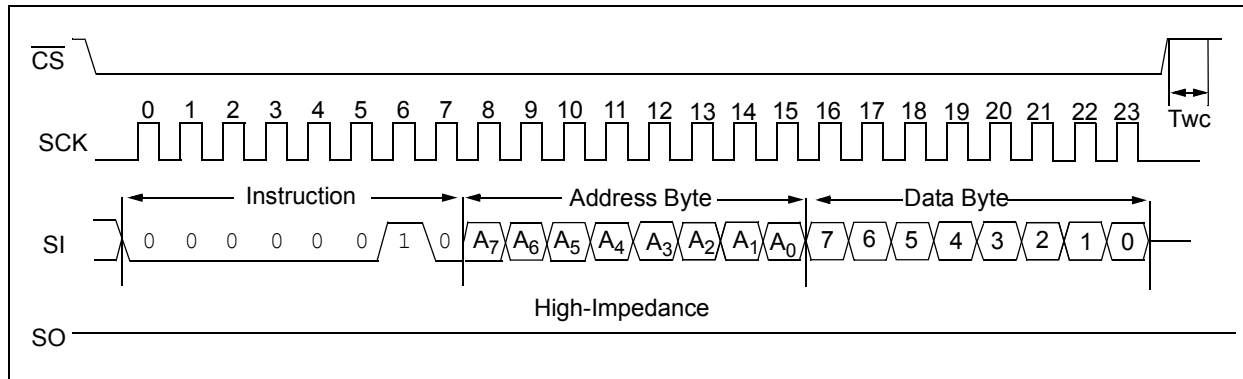 CS
0 1 2 3 4 5 6 7 8 9 10 11 12 13 14 15 16 17 18 19 20 21 22 23
Twc
SCK
Instruction Address Byte Data Byte
SI 0 0 0 0 0 0 1 0 A7 A6 A5 A4 A3 A2 A1 A0 7 6 5 4 3 2 1 0
High-Impedance
SO